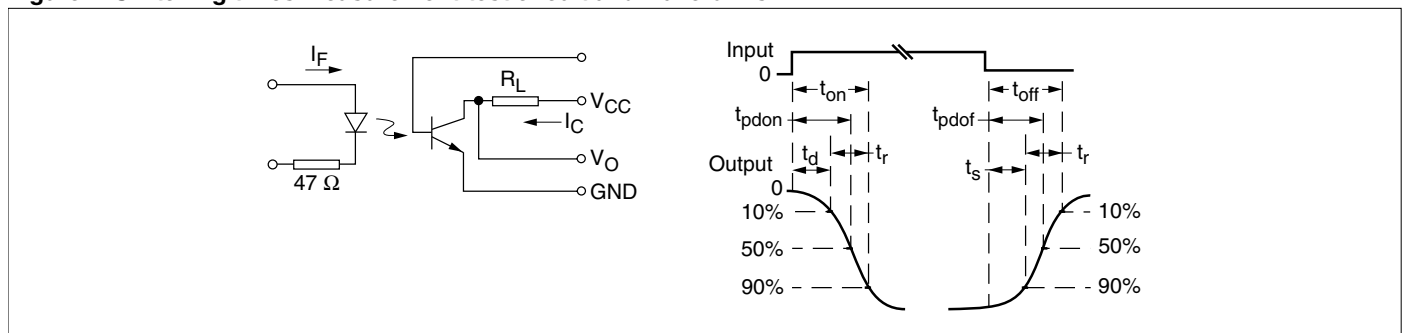 I_F
R_L
V_CC
I_C
V_O
47 Ω
GND
Input
0
t_on
t_off
t_pdon
t_pdof
t_d
t_r
t_s
t_r
Output
0
10%
50%
90%
10%
50%
90%